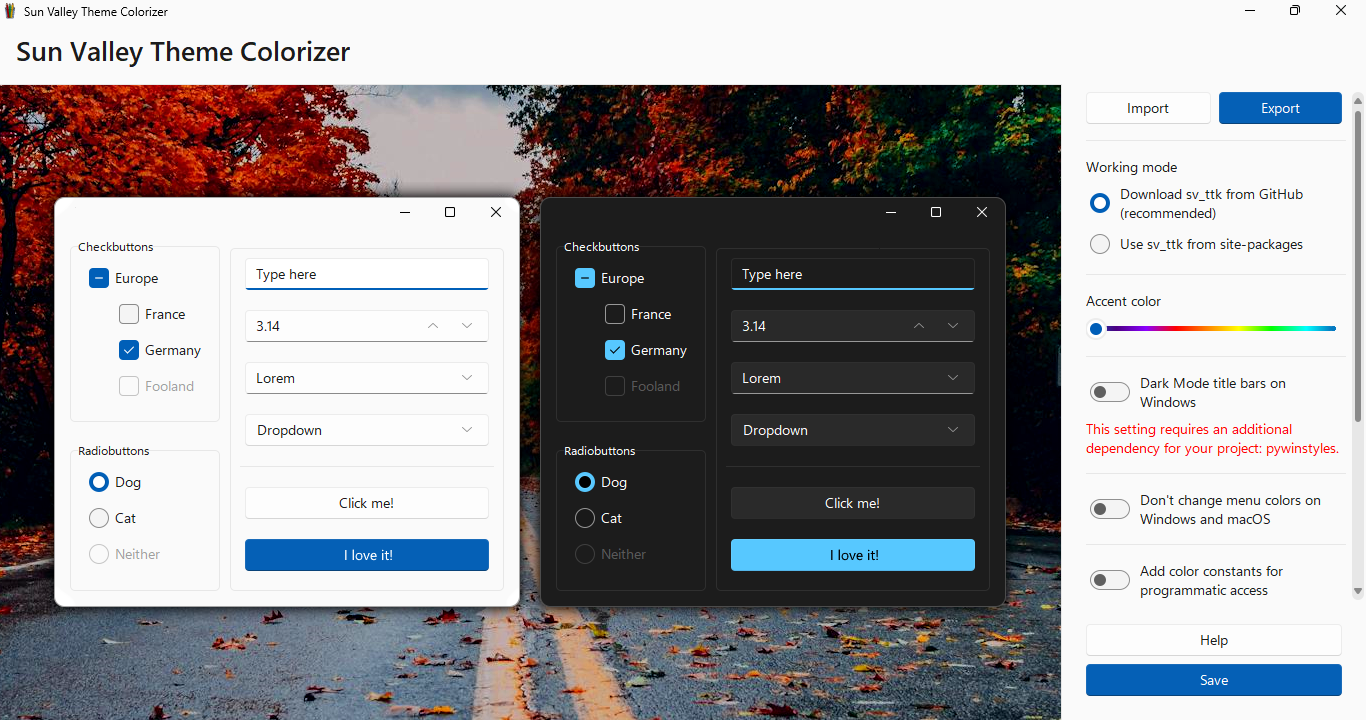 Sun Valley Theme Colorizer
Sun Valley Theme Colorizer
Checkbuttons
Europe
France
Germany
Fooland
Radiobuttons
Dog
Cat
Neither
Type here
3.14
Lorem
Dropdown
Click me!
I love it!
Checkbuttons
Europe
France
Germany
Fooland
Radiobuttons
Dog
Cat
Neither
Type here
3.14
Lorem
Dropdown
Click me!
I love it!
Import
Export
Working mode
Download sv_ttk from GitHub
(recommended)
Use sv_ttk from site-packages
Accent color
Dark Mode title bars on
Windows
This setting requires an additional
dependency for your project: pywinstyles.
Don't change menu colors on
Windows and macOS
Add color constants for
programmatic access
Help
Save